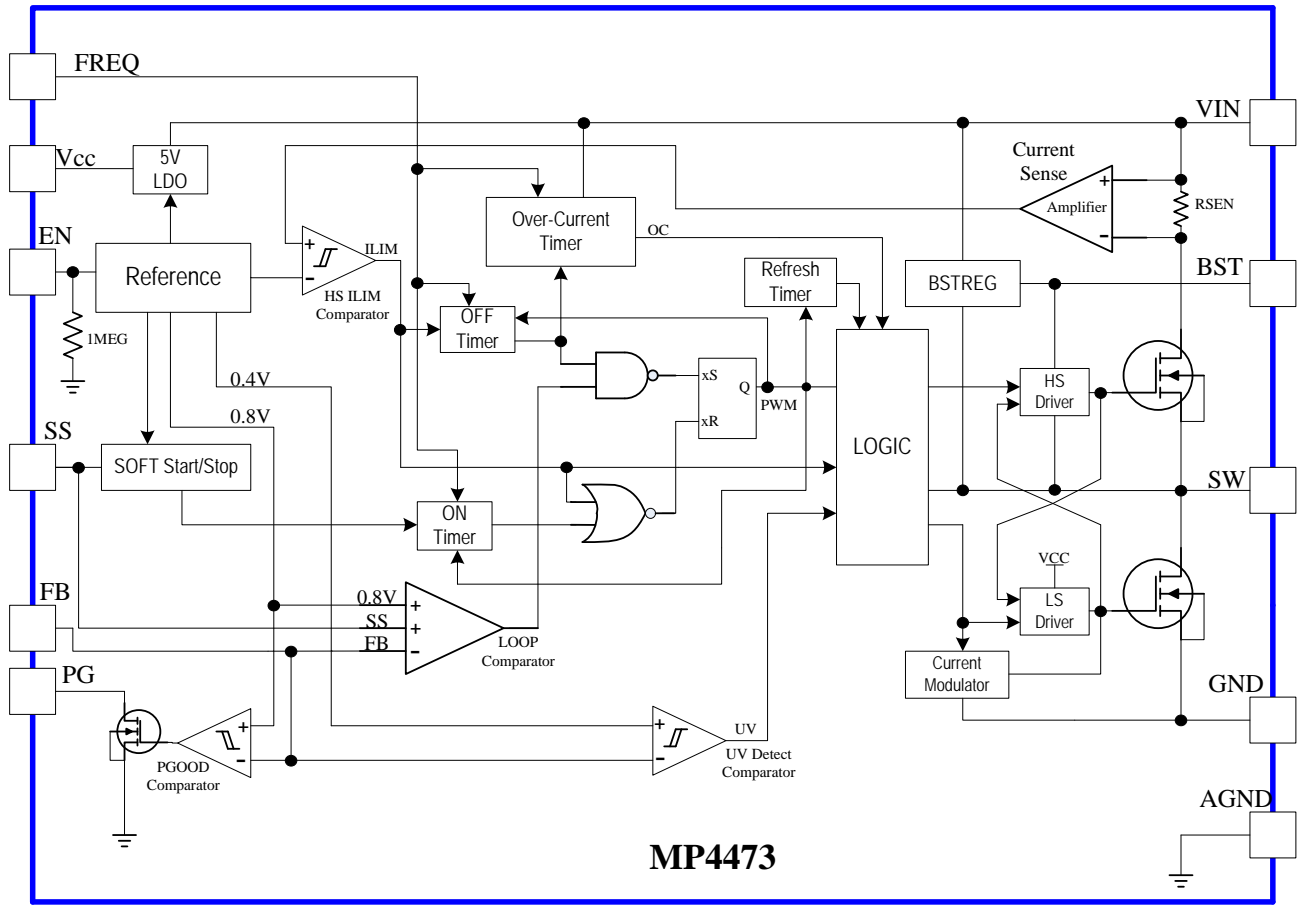 FREQ
VIN
Vcc
5V
LDO
Current
Sense
+
Amplifier
-
RSEN
Over-Current
Timer
OC
EN
Reference
+
-
ILIM
HS ILIM
Comparator
Refresh
Timer
BSTREG
BST
1MEG
OFF
Timer
0.4V
0.8V
xS
Q
xR
PWM
HS
Driver
SS
SOFT Start/Stop
LOGIC
SW
ON
Timer
VCC
LS
Driver
FB
0.8V
+
SS
+
FB
-
LOOP
Comparator
Current
Modulator
PG
GND
+
-
PGOOD
Comparator
+
-
UV
UV Detect
Comparator
AGND
MP4473